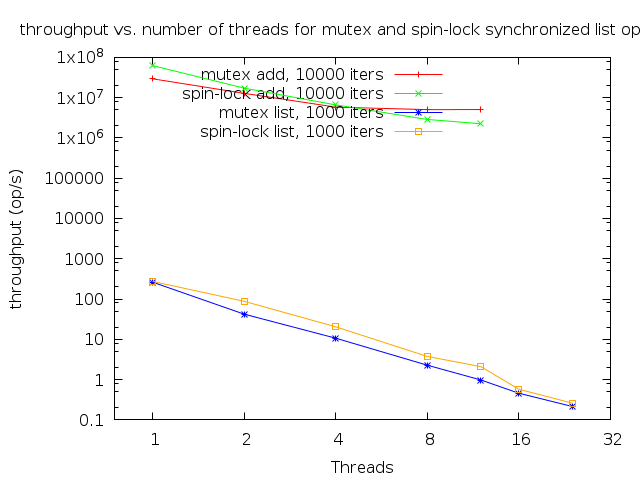 throughput vs. number of threads for mutex and spin-lock synchronized list op
throughput (op/s)
1x10^8
1x10^7
1x10^6
100000
10000
1000
100
10
1
0.1
mutex add, 10000 iters
spin-lock add, 10000 iters
mutex list, 1000 iters
spin-lock list, 1000 iters
1 2 4 8 16 32
Threads